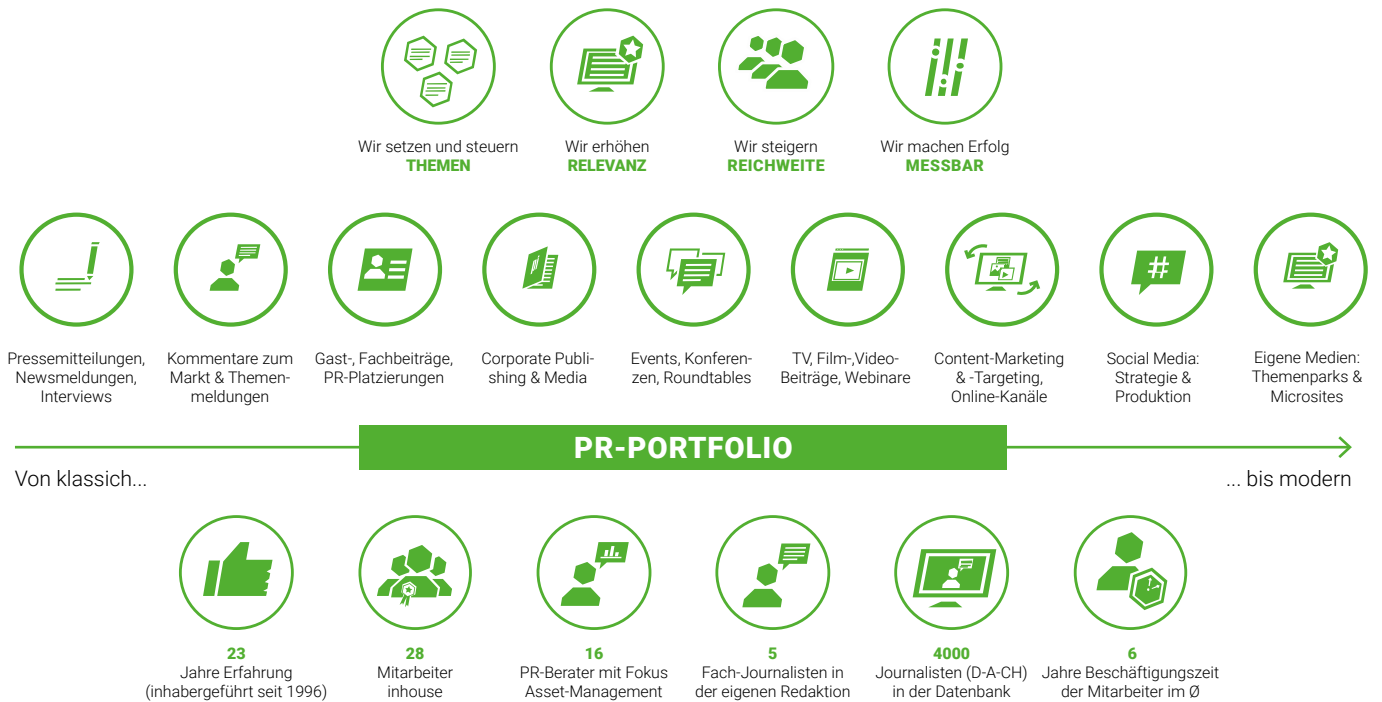 Wir setzen und steuern
THEMEN
Wir erhöhen
RELEVANZ
Wir steigern
REICHWEITE
Wir machen Erfolg
MESSBAR
Pressemitteilungen,
Newsmeldungen,
Interviews
Kommentare zum
Markt & Themen-
meldungen
Gast-, Fachbeiträge,
PR-Platzierungen
Corporate Publi-
shing & Media
Events, Konferen-
zen, Roundtables
TV, Film-,Video-
Beiträge, Webinare
Content-Marketing
& -Targeting,
Online-Kanäle
#
Social Media:
Strategie &
Produktion
Eigene Medien:
Themenparks &
Microsites
PR-PORTFOLIO
Von klassich...
... bis modern
23
Jahre Erfahrung
(inhabergeführt seit 1996)
28
Mitarbeiter
inhouse
16
PR-Berater mit Fokus
Asset-Management
5
Fach-Journalisten in
der eigenen Redaktion
4000
Journalisten (D-A-CH)
in der Datenbank
6
Jahre Beschäftigungszeit
der Mitarbeiter im Ø